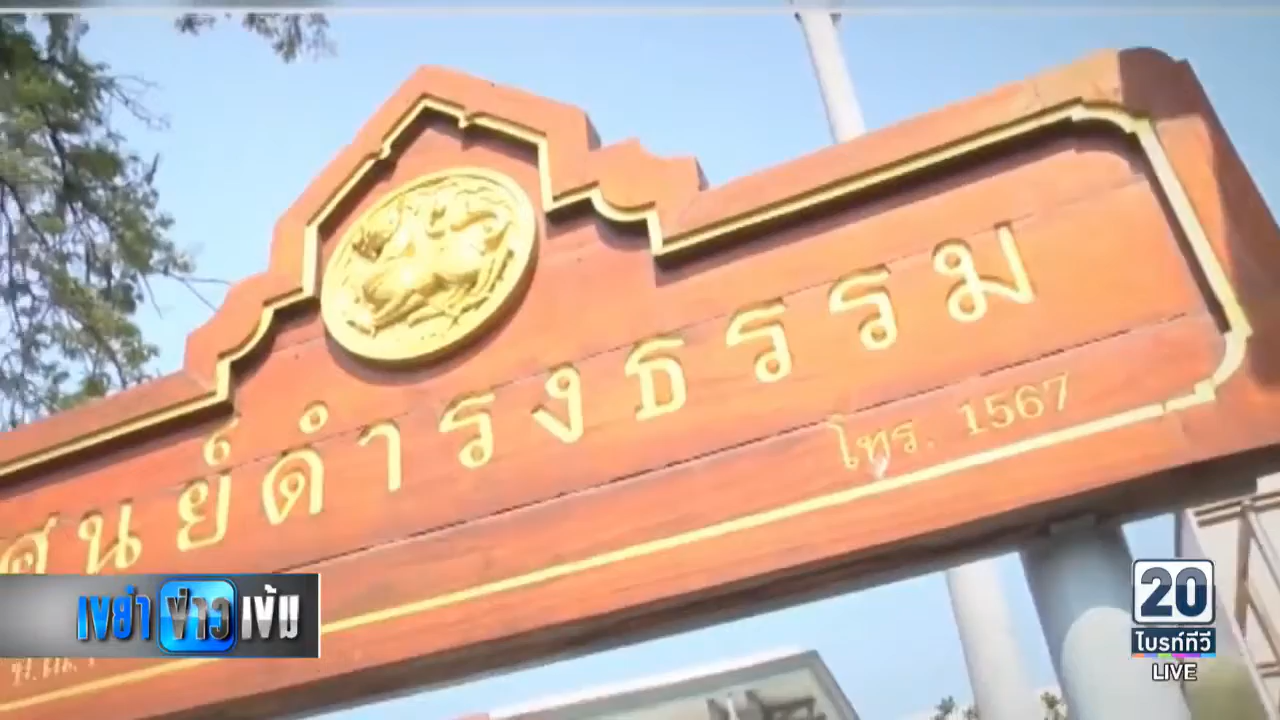 ศูนย์ดำรงธรรม
โทร. 1567
เขย่า ข่าว เข้ม
20
ไบรท์ทีวี
LIVE